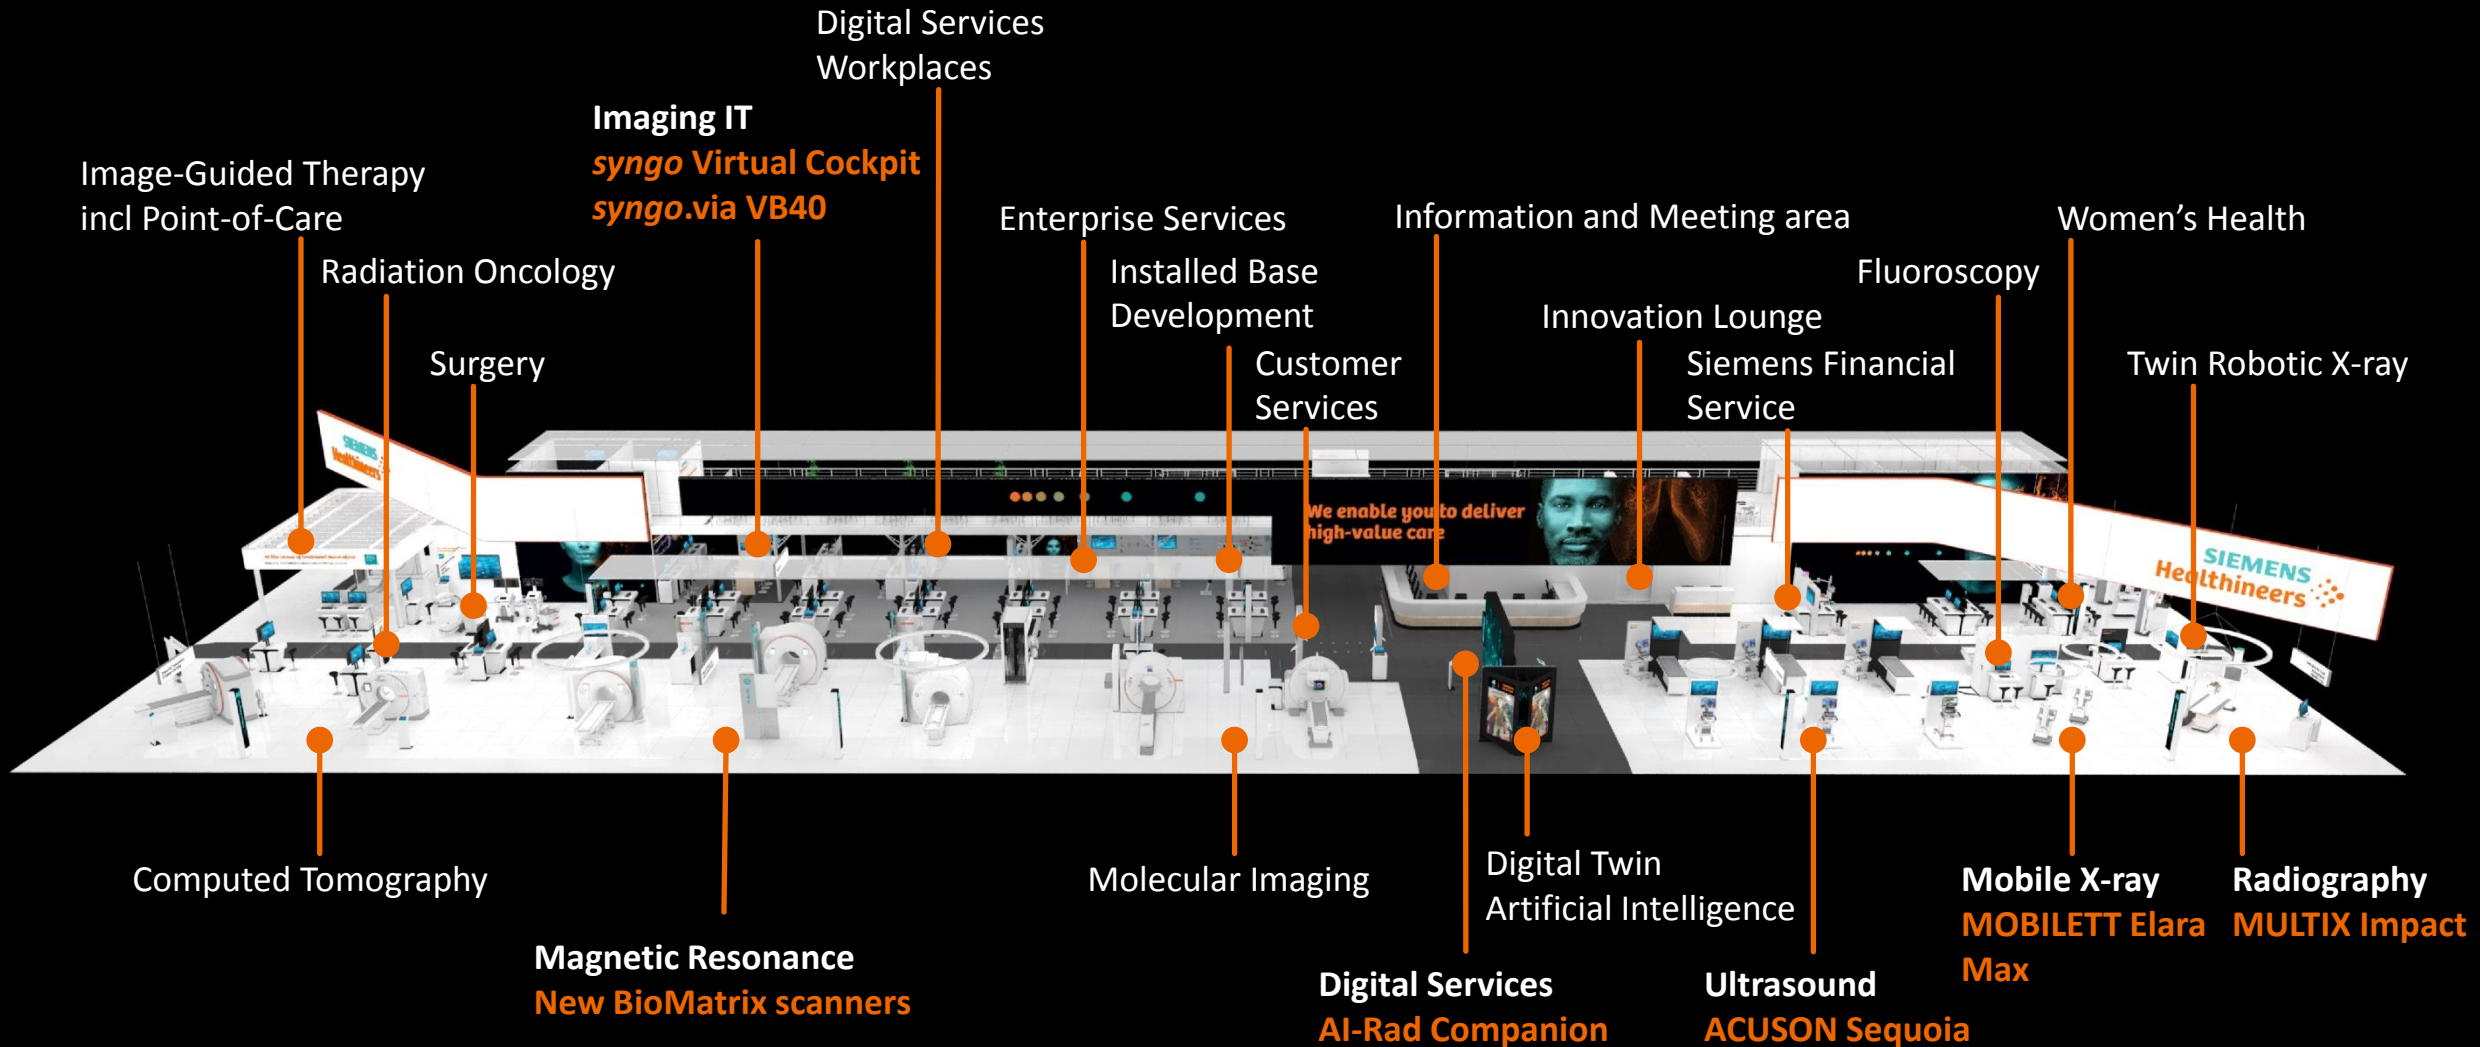 Digital Services
Workplaces
Imaging IT
syngo Virtual Cockpit
syngo.via VB40
Image-Guided Therapy
incl Point-of-Care
Radiation Oncology
Surgery
Enterprise Services
Installed Base
Development
Customer
Services
Information and Meeting area
Innovation Lounge
Siemens Financial
Service
Fluoroscopy
Women’s Health
Twin Robotic X-ray
SIEMENS
Healthineers
We enable you to deliver
high-value care
SIEMENS
Healthineers
Computed Tomography
Magnetic Resonance
New BioMatrix scanners
Molecular Imaging
Digital Twin
Artificial Intelligence
Digital Services
AI-Rad Companion
Ultrasound
ACUSON Sequoia
Mobile X-ray
MOBILETT Elara
Max
Radiography
MULTIX Impact